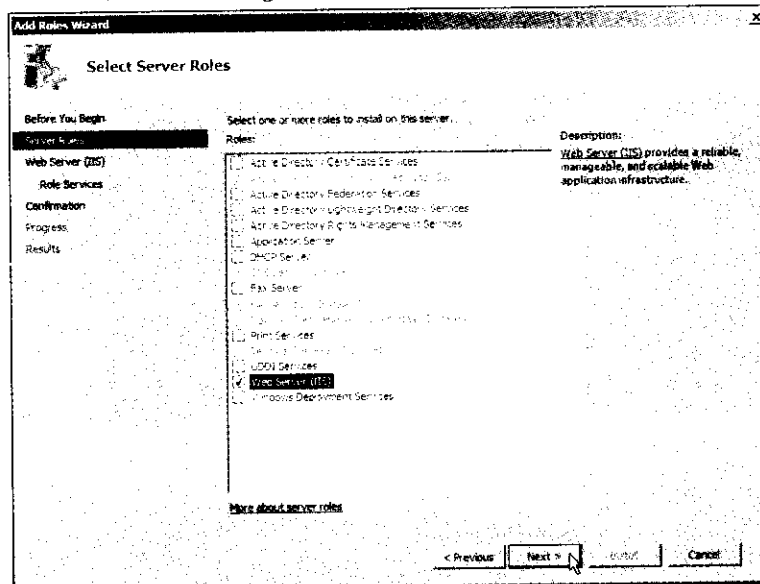 Add Roles Wizard
Select Server Roles
Before You Begin
Server Roles
Web Server (IIS)
Role Services
Confirmation
Progress
Results
Select one or more roles to install on this server.
Roles:
Active Directory Certificate Services
Active Directory Federation Services
Active Directory Lightweight Directory Services
Active Directory Rights Management Services
Application Server
DHCP Server
Fax Server
Print Services
UDDI Services
Web Server (IIS)
Windows Deployment Services
More about server roles
Description:
Web Server (IIS) provides a reliable,
manageable, and scalable Web
application infrastructure.
< Previous
Next >
Install
Cancel